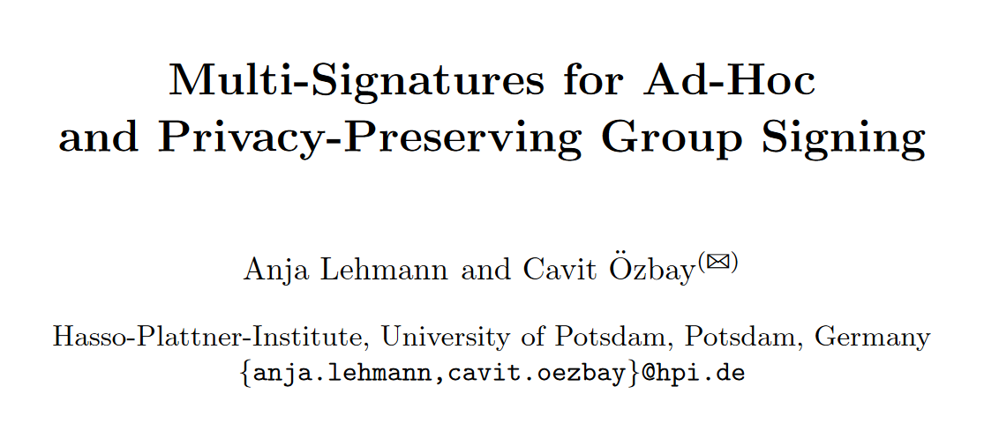 Multi-Signatures for Ad-Hoc
and Privacy-Preserving Group Signing
Anja Lehmann and Cavit Özbay(✉)
Hasso-Plattner-Institute, University of Potsdam, Potsdam, Germany
{anja.lehmann,cavit.oezbay}@hpi.de